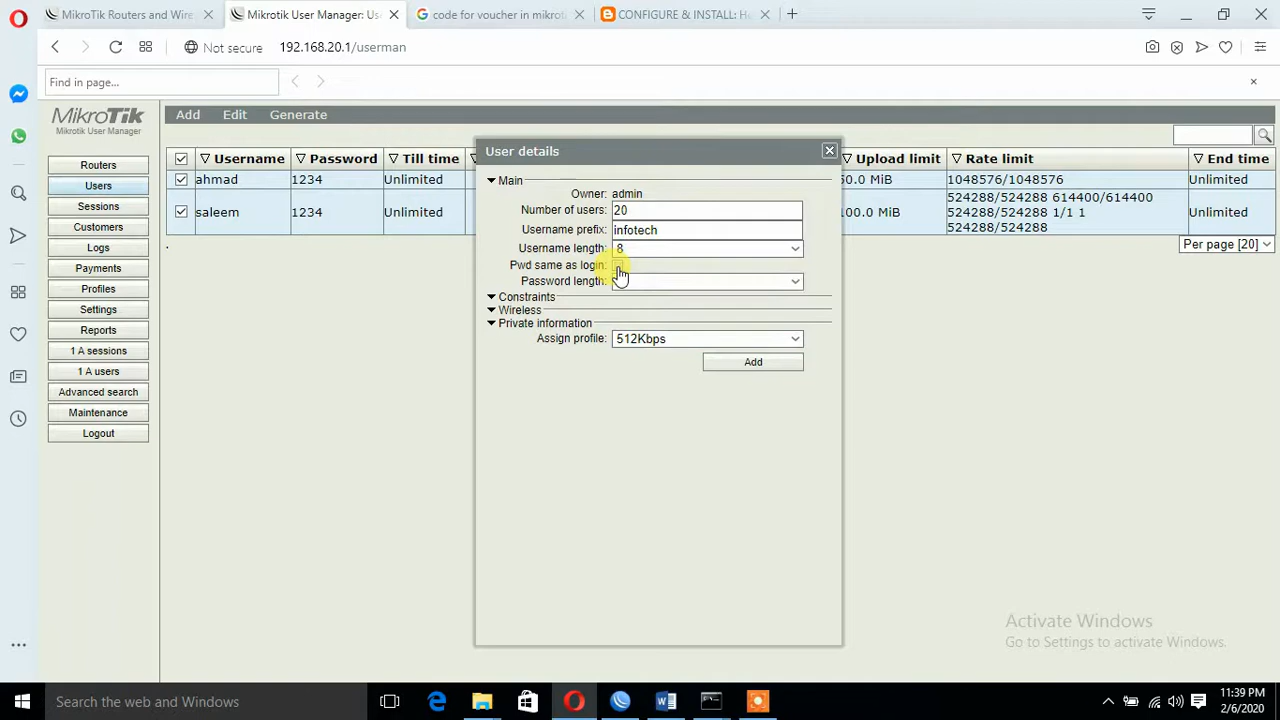 MikroTik Routers and Wire
Mikrotik User Manager: Us
code for voucher in mikrot
CONFIGURE & INSTALL: H
Not secure
192.168.20.1/userman
Find in page...
MikroTik
Mikrotik User Manager
Add
Edit
Generate
Routers
Users
Sessions
Customers
Logs
Payments
Profiles
Settings
Reports
1 A sessions
1 A users
Advanced search
Maintenance
Logout
Username
Password
Till time
Upload limit
Rate limit
End time
ahmad
1234
Unlimited
50.0 MiB
1048576/1048576
Unlimited
saleem
1234
Unlimited
100.0 MiB
524288/524288 614400/614400
524288/524288 1/1 1
524288/524288
Unlimited
Per page [20]
User details
Main
Owner: admin
Number of users: 20
Username prefix: infotech
Username length: 8
Pwd same as login:
Password length:
Constraints
Wireless
Private information
Assign profile: 512Kbps
Add
Activate Windows
Go to Settings to activate Windows.
Search the web and Windows
11:39 PM
2/6/2020